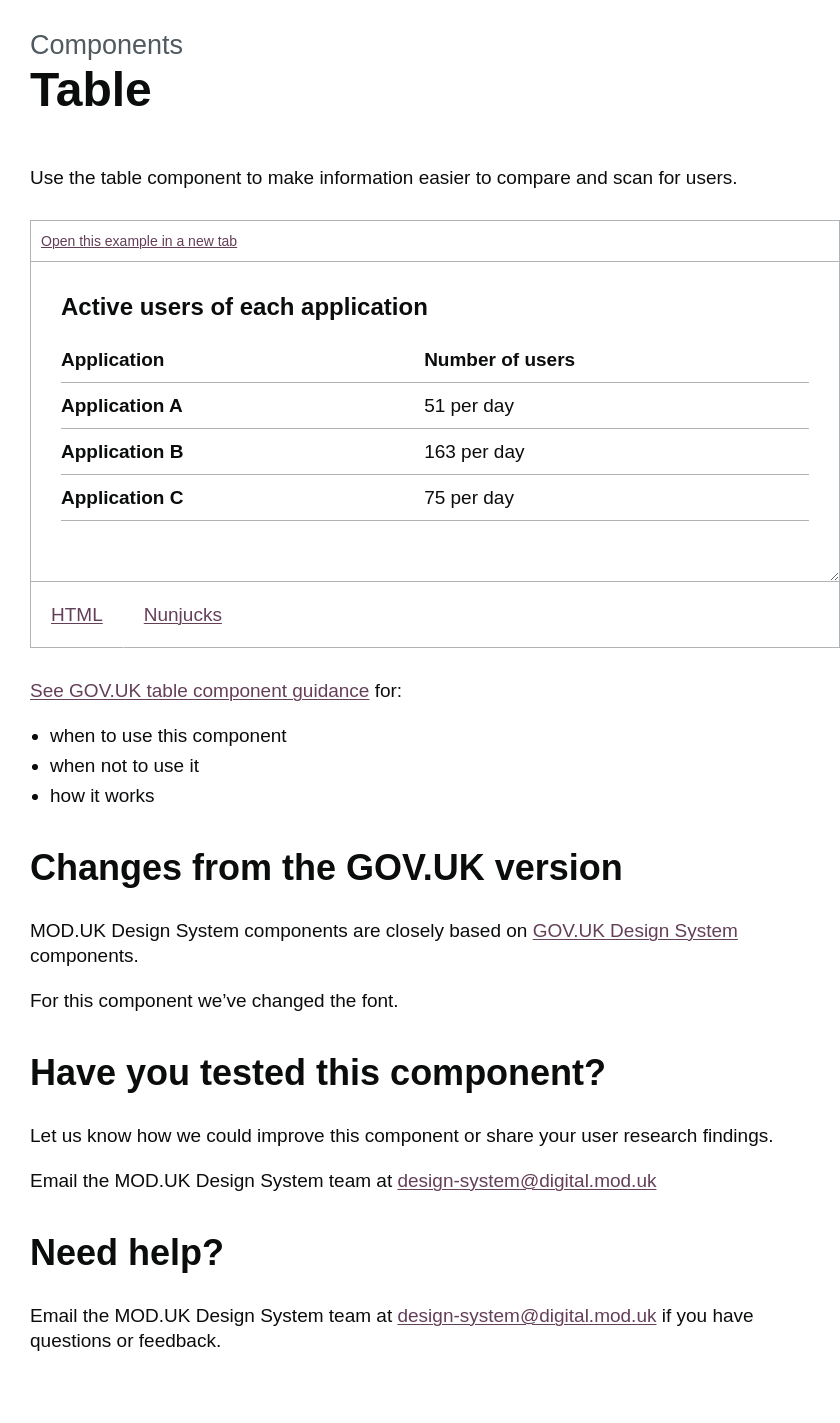 Components
Table
Use the table component to make information easier to compare and scan for users.
Open this example in a new tab
Active users of each application
Application Number of users
Application A 51 per day
Application B 163 per day
Application C 75 per day
HTML Nunjucks
See GOV.UK table component guidance for:
• when to use this component
• when not to use it
• how it works
Changes from the GOV.UK version
MOD.UK Design System components are closely based on GOV.UK Design System
components.
For this component we’ve changed the font.
Have you tested this component?
Let us know how we could improve this component or share your user research findings.
Email the MOD.UK Design System team at design-system@digital.mod.uk
Need help?
Email the MOD.UK Design System team at design-system@digital.mod.uk if you have
questions or feedback.